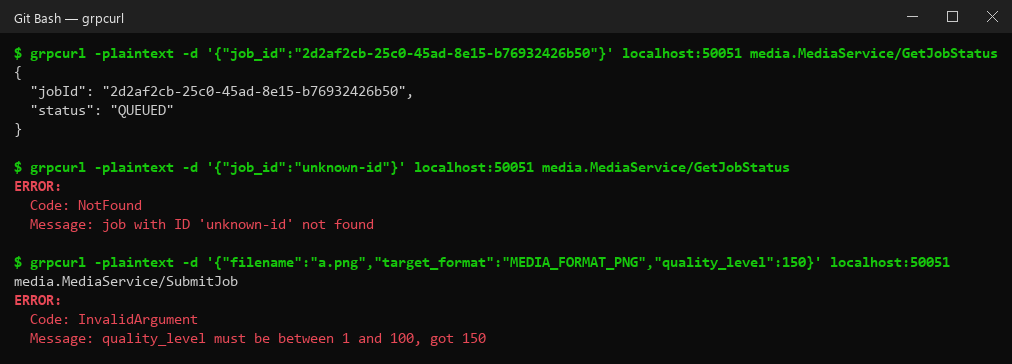 Git Bash — grpcurl
$ grpcurl -plaintext -d '{"job_id":"2d2af2cb-25c0-45ad-8e15-b76932426b50"}' localhost:50051 media.MediaService/GetJobStatus
{
  "jobId": "2d2af2cb-25c0-45ad-8e15-b76932426b50",
  "status": "QUEUED"
}
$ grpcurl -plaintext -d '{"job_id":"unknown-id"}' localhost:50051 media.MediaService/GetJobStatus
ERROR:
  Code: NotFound
  Message: job with ID 'unknown-id' not found
$ grpcurl -plaintext -d '{"filename":"a.png","target_format":"MEDIA_FORMAT_PNG","quality_level":150}' localhost:50051
media.MediaService/SubmitJob
ERROR:
  Code: InvalidArgument
  Message: quality_level must be between 1 and 100, got 150